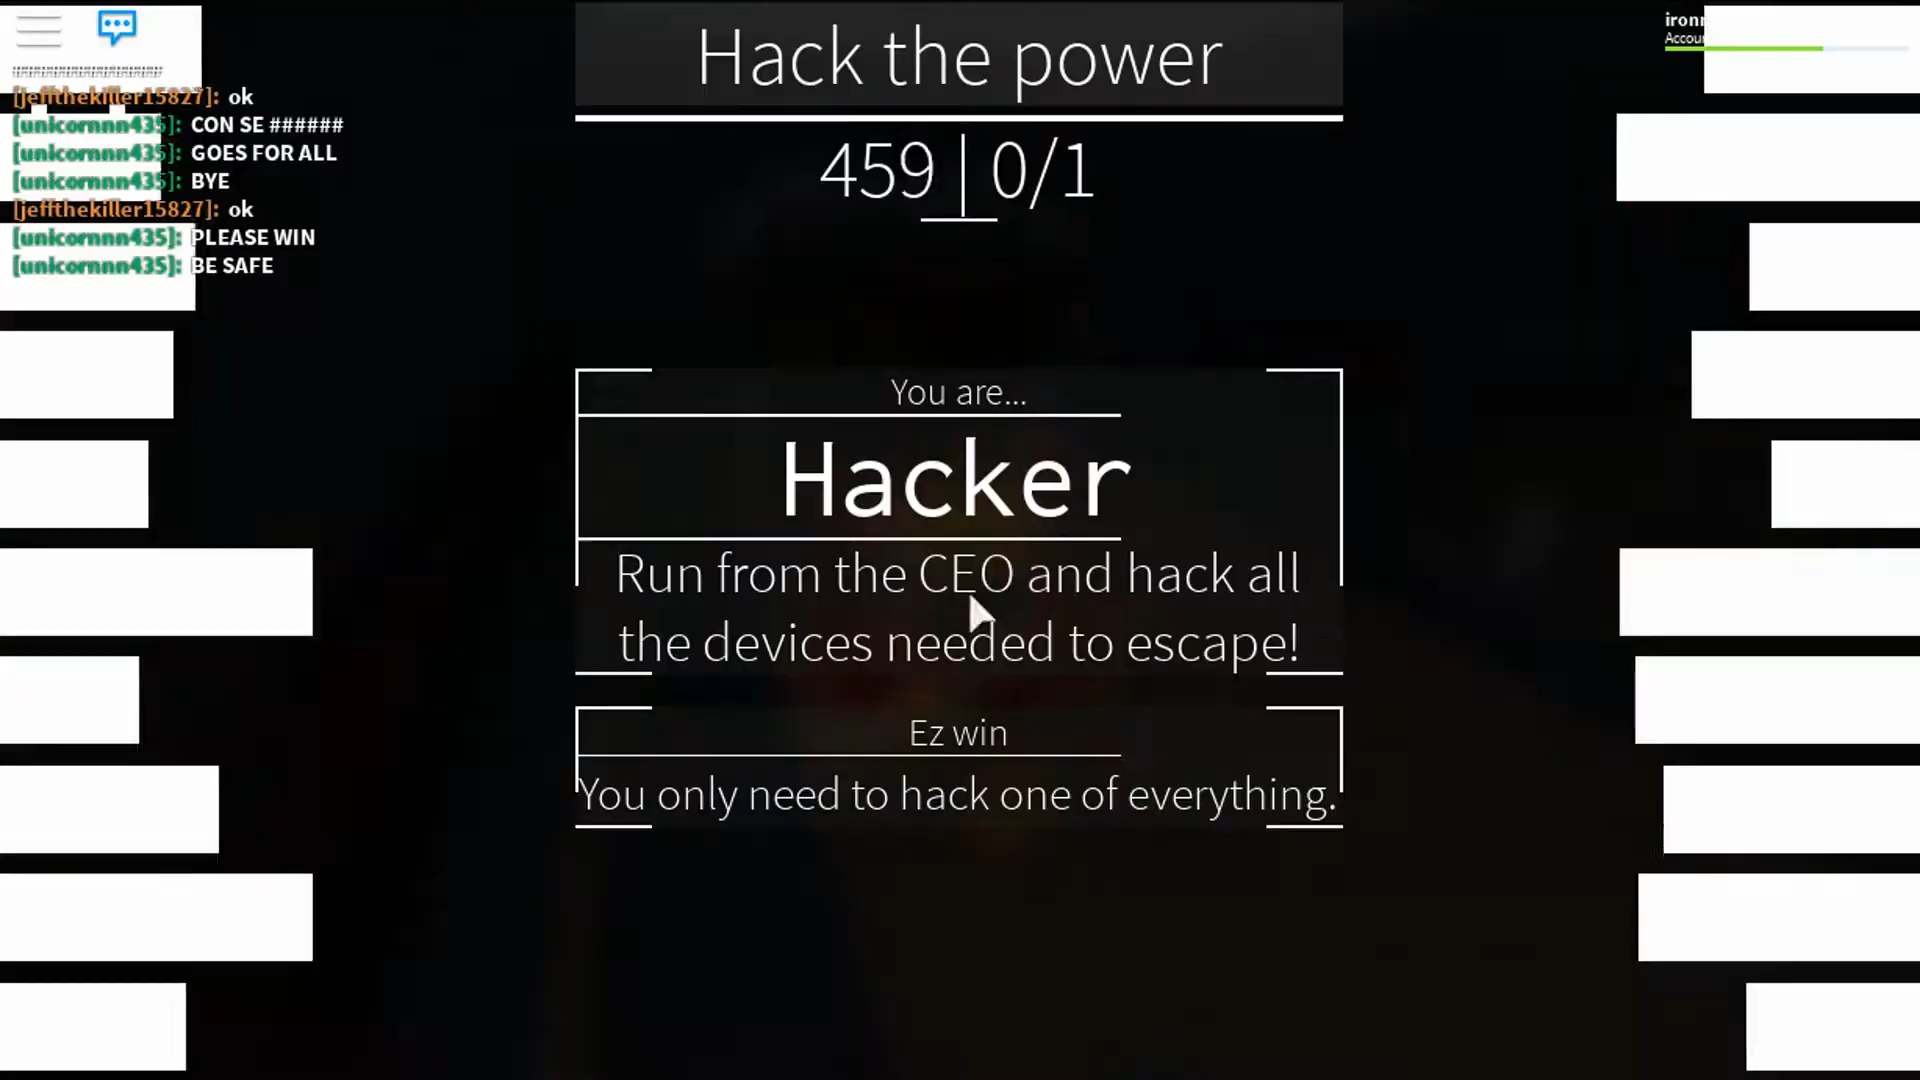 [jeffthekiller15827]: ok
[unicornnn435]: CON SE ######
[unicornnn435]: GOES FOR ALL
[unicornnn435]: BYE
[jeffthekiller15827]: ok
[unicornnn435]: PLEASE WIN
[unicornnn435]: BE SAFE
Hack the power
459 | 0/1
You are...
Hacker
Run from the CEO and hack all
the devices needed to escape!
Ez win
You only need to hack one of everything.